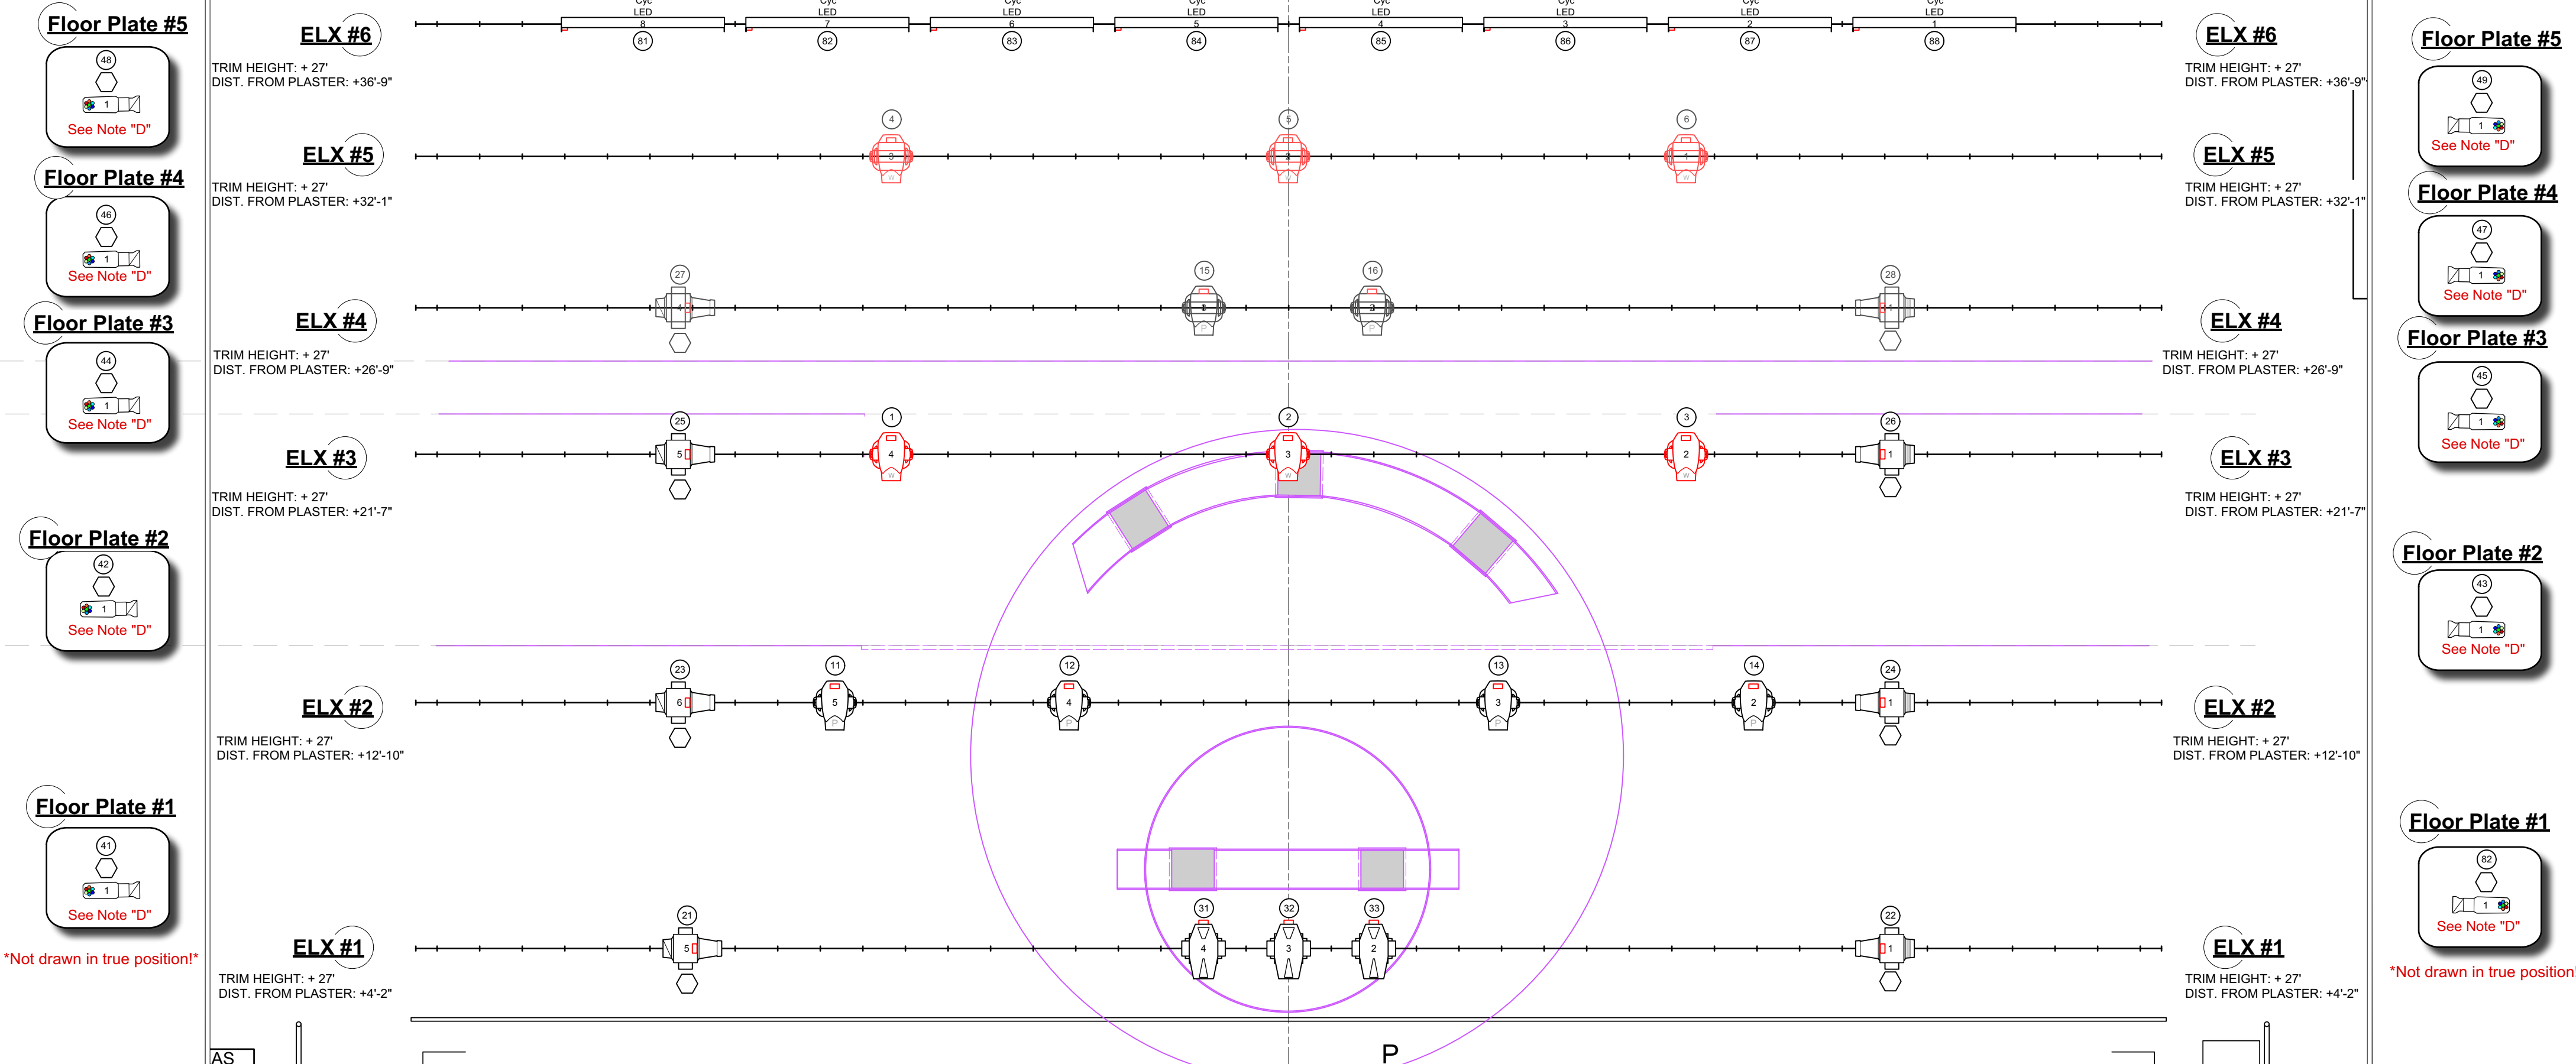 Cyc Cyc Cyc Cyc Cyc Cyc Cyc Cyc
LED LED LED LED LED LED LED LED
8 7 6 5 4 3 2 1
81 82 83 84 85 86 87 88
Floor Plate #5
48
1
See Note "D"
ELX #6
TRIM HEIGHT: + 27'
DIST. FROM PLASTER: +36'-9"
ELX #6
TRIM HEIGHT: + 27'
DIST. FROM PLASTER: +36'-9"
Floor Plate #5
49
1
See Note "D"
4 5 6
ELX #5
W W
TRIM HEIGHT: + 27'
DIST. FROM PLASTER: +32'-1"
ELX #5
TRIM HEIGHT: + 27'
DIST. FROM PLASTER: +32'-1"
Floor Plate #4
46
1
See Note "D"
Floor Plate #4
47
1
See Note "D"
27 15 16 28
P P
ELX #4
TRIM HEIGHT: + 27'
DIST. FROM PLASTER: +26'-9"
ELX #4
TRIM HEIGHT: + 27'
DIST. FROM PLASTER: +26'-9"
Floor Plate #3
44
1
See Note "D"
Floor Plate #3
45
1
See Note "D"
25 1 2 3 26
5 4 3 2 1
W W W
ELX #3
TRIM HEIGHT: + 27'
DIST. FROM PLASTER: +21'-7"
ELX #3
TRIM HEIGHT: + 27'
DIST. FROM PLASTER: +21'-7"
Floor Plate #2
42
1
See Note "D"
Floor Plate #2
43
1
See Note "D"
23 11 12 13 14 24
6 5 4 3 2 1
P P P P
ELX #2
TRIM HEIGHT: + 27'
DIST. FROM PLASTER: +12'-10"
ELX #2
TRIM HEIGHT: + 27'
DIST. FROM PLASTER: +12'-10"
Floor Plate #1
41
1
See Note "D"
*Not drawn in true position!*
Floor Plate #1
82
1
See Note "D"
*Not drawn in true position!
21 31 32 33 22
5 4 3 2 1
ELX #1
TRIM HEIGHT: + 27'
DIST. FROM PLASTER: +4'-2"
ELX #1
TRIM HEIGHT: + 27'
DIST. FROM PLASTER: +4'-2"
AS
P